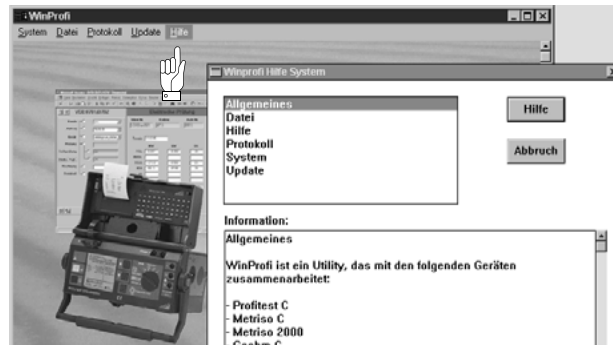 WinProfi
System Datei Protokoll Update Hilfe
Winprofi Hilfe System
Allgemeines
Datei
Hilfe
Protokoll
System
Update
Hilfe
Abbruch
Information:
Allgemeines
WinProfi ist ein Utility, das mit den folgenden Geräten
zusammenarbeitet:
- Profitest C
- Metriso C
- Metriso 2000